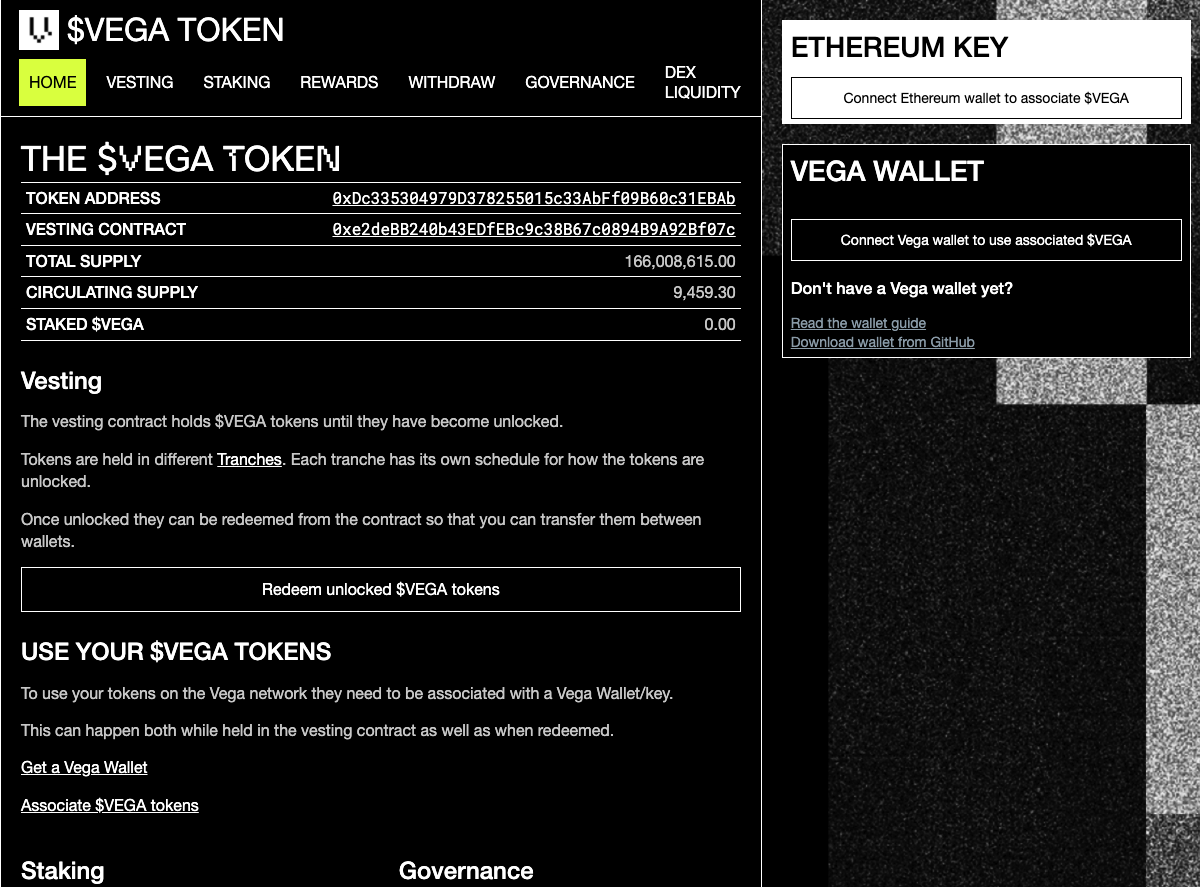 $VEGA TOKEN
HOME
VESTING
STAKING
REWARDS
WITHDRAW
GOVERNANCE
DEX
LIQUIDITY
THE $VEGA TOKEN
TOKEN ADDRESS 0xDc335304979D378255015c33AbFf09B60c31EBAb
VESTING CONTRACT 0xe2deBB240b43EDfEBc9c38B67c0894B9A92Bf07c
TOTAL SUPPLY 166,008,615.00
CIRCULATING SUPPLY 9,459.30
STAKED $VEGA 0.00
Vesting
The vesting contract holds $VEGA tokens until they have become unlocked.
Tokens are held in different Tranches. Each tranche has its own schedule for how the tokens are
unlocked.
Once unlocked they can be redeemed from the contract so that you can transfer them between
wallets.
Redeem unlocked $VEGA tokens
USE YOUR $VEGA TOKENS
To use your tokens on the Vega network they need to be associated with a Vega Wallet/key.
This can happen both while held in the vesting contract as well as when redeemed.
Get a Vega Wallet
Associate $VEGA tokens
Staking
Governance
ETHEREUM KEY
Connect Ethereum wallet to associate $VEGA
VEGA WALLET
Connect Vega wallet to use associated $VEGA
Don't have a Vega wallet yet?
Read the wallet guide
Download wallet from GitHub